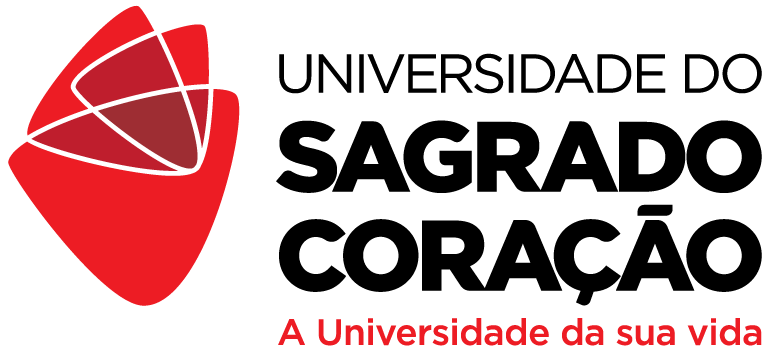 UNIVERSIDADE DO
SAGRADO
CORAÇÃO
A Universidade da sua vida